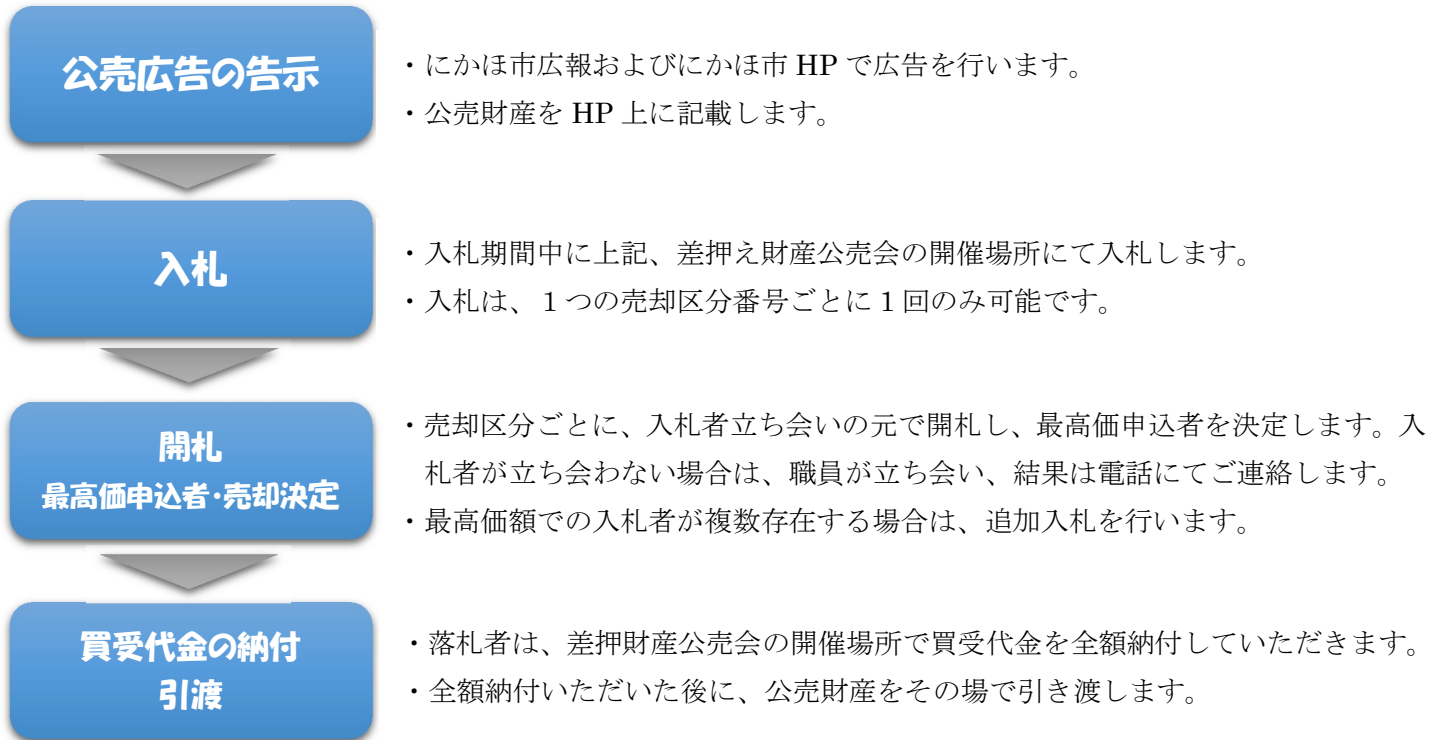 公売広告の告示
・にかほ市広報およびにかほ市 HP で広告を行います。
・公売財産を HP 上に記載します。
入札
・入札期間中に上記、差押え財産公売会の開催場所にて入札します。
・入札は、１つの売却区分番号ごとに１回のみ可能です。
開札
最高価申込者・売却決定
・売却区分ごとに、入札者立ち会いの元で開札し、最高価申込者を決定します。入
札者が立ち会わない場合は、職員が立ち会い、結果は電話にてご連絡します。
・最高価額での入札者が複数存在する場合は、追加入札を行います。
買受代金の納付
引渡
・落札者は、差押財産公売会の開催場所で買受代金を全額納付していただきます。
・全額納付いただいた後に、公売財産をその場で引き渡します。